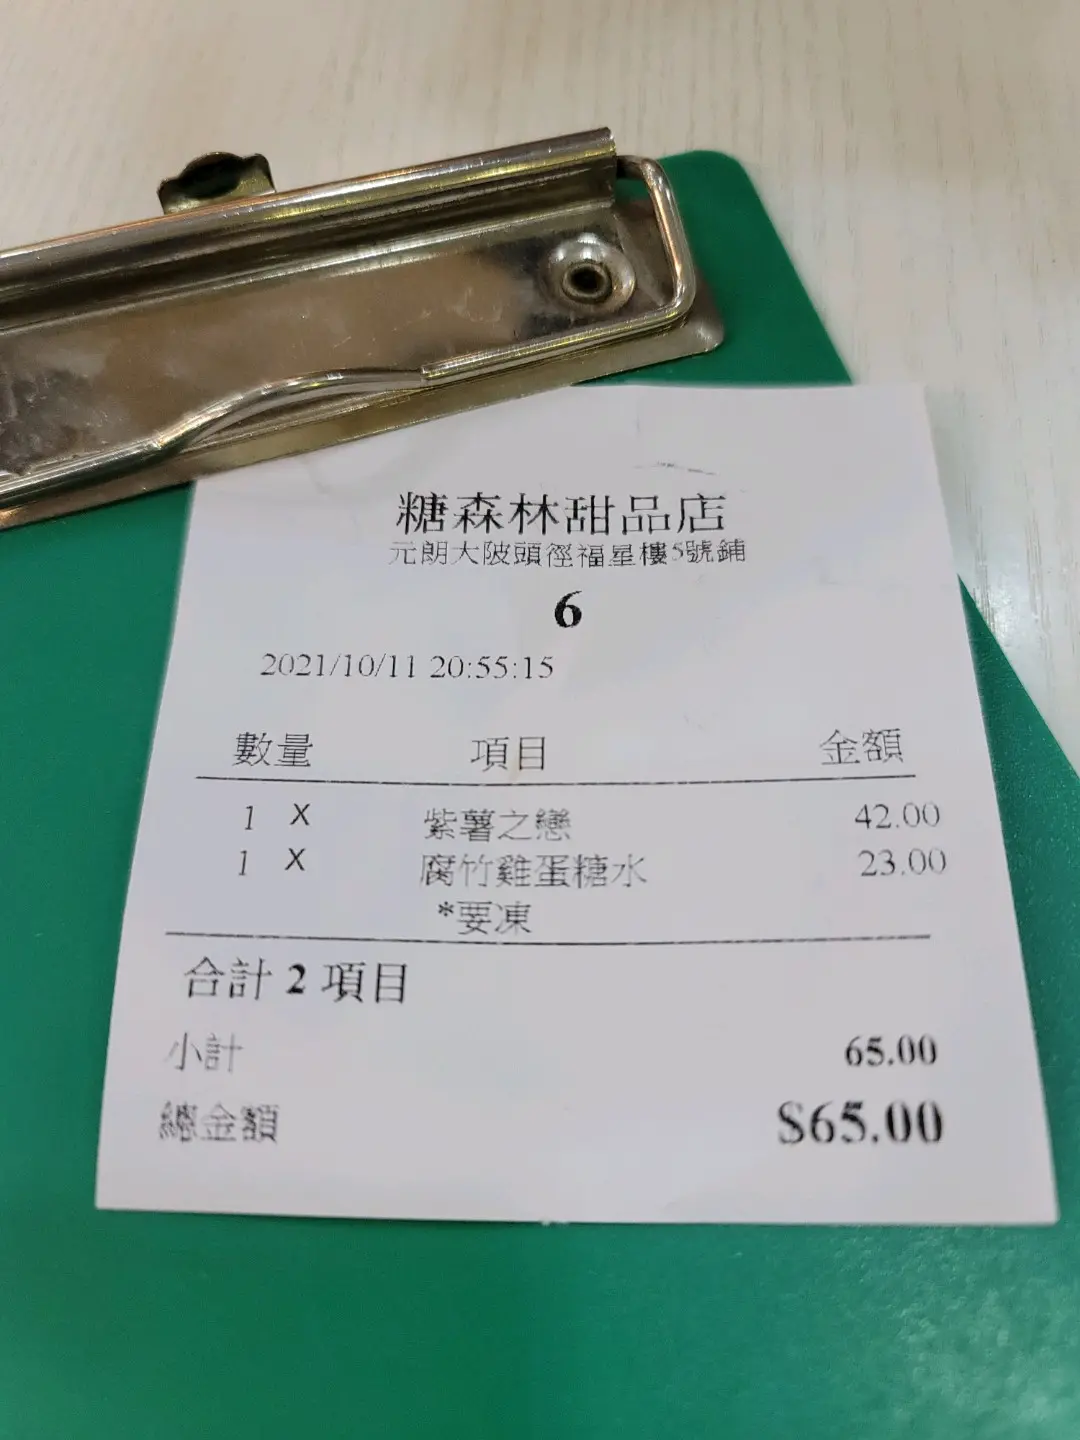 糖森林甜品店
元朗大陂頭徑福星樓5號鋪
6
2021/10/11 20:55:15
數量 項目 金額
1 X 紫薯之戀 42.00
1 X 腐竹雞蛋糖水 23.00
*要凍
合計 2 項目
小計 65.00
總金額 $65.00